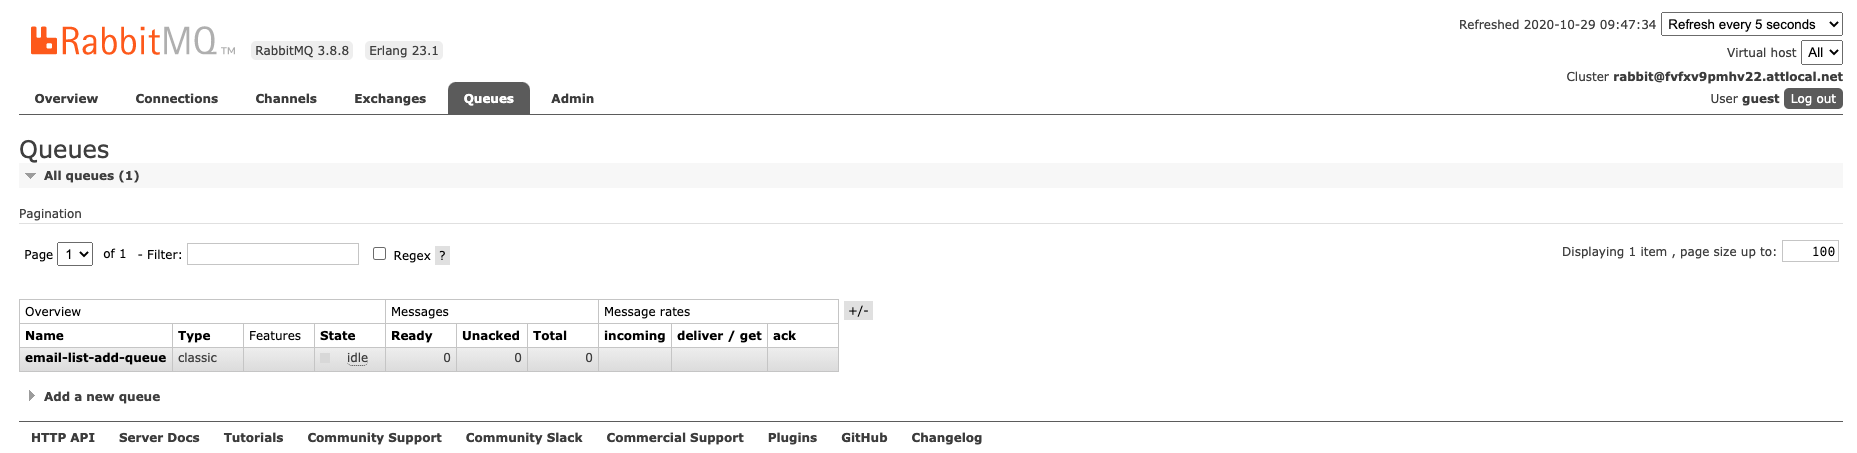 RabbitMQ TM RabbitMQ 3.8.8 Erlang 23.1
Refreshed 2020-10-29 09:47:34 Refresh every 5 seconds
Virtual host All
Cluster rabbit@fvfxv9pmhv22.attlocal.net
User guest Log out
Overview Connections Channels Exchanges Queues Admin
Queues
All queues (1)
Pagination
Page 1 of 1 - Filter: Regex ?
Displaying 1 item , page size up to: 100
Overview Messages Message rates +/-
Name Type Features State Ready Unacked Total incoming deliver / get ack
email-list-add-queue classic idle 0 0 0
Add a new queue
HTTP API Server Docs Tutorials Community Support Community Slack Commercial Support Plugins GitHub Changelog